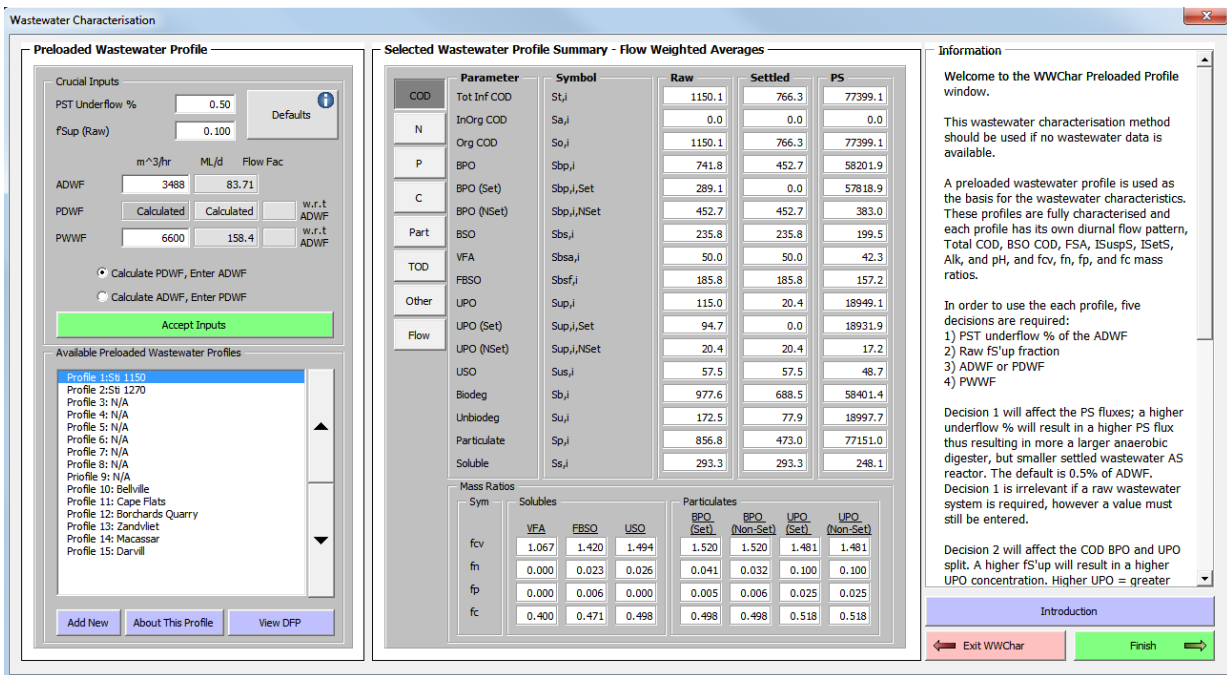 Wastewater Characterisation
x
Preloaded Wastewater Profile
Crucial Inputs
PST Underflow % 0.50
f'Sup (Raw) 0.100
Defaults
i
m^3/hr ML/d Flow Fac
ADWF 3488 83.71
PDWF Calculated Calculated w.r.t ADWF
PWWF 6600 158.4 w.r.t ADWF
Calculate PDWF, Enter ADWF
Calculate ADWF, Enter PDWF
Accept Inputs
Available Preloaded Wastewater Profiles
Profile 1:Sti 1150
Profile 2:Sti 1270
Profile 3: N/A
Profile 4: N/A
Profile 5: N/A
Profile 6: N/A
Profile 7: N/A
Profile 8: N/A
Priofile 9: N/A
Profile 10: Bellville
Profile 11: Cape Flats
Profile 12: Borchards Quarry
Profile 13: Zandvliet
Profile 14: Macassar
Profile 15: Darvill
Add New About This Profile View DFP
Selected Wastewater Profile Summary - Flow Weighted Averages
COD
N
P
C
Part
TOD
Other
Flow
Parameter Symbol Raw Settled PS
Tot Inf COD St,i 1150.1 766.3 77399.1
InOrg COD Sa,i 0.0 0.0 0.0
Org COD So,i 1150.1 766.3 77399.1
BPO Sbp,i 741.8 452.7 58201.9
BPO (Set) Sbp,i,Set 289.1 0.0 57818.9
BPO (NSet) Sbp,i,NSet 452.7 452.7 383.0
BSO Sbs,i 235.8 235.8 199.5
VFA Sbsa,i 50.0 50.0 42.3
FBSO Sbsf,i 185.8 185.8 157.2
UPO Sup,i 115.0 20.4 18949.1
UPO (Set) Sup,i,Set 94.7 0.0 18931.9
UPO (NSet) Sup,i,NSet 20.4 20.4 17.2
USO Sus,i 57.5 57.5 48.7
Biodeg Sb,i 977.6 688.5 58401.4
Unbiodeg Su,i 172.5 77.9 18997.7
Particulate Sp,i 856.8 473.0 77151.0
Soluble Ss,i 293.3 293.3 248.1
Mass Ratios
Sym Solubles Particulates
VFA FBSO USO BPO (Set) BPO (Non-Set) UPO (Set) UPO (Non-Set)
fcv 1.067 1.420 1.494 1.520 1.520 1.481 1.481
fn 0.000 0.023 0.026 0.041 0.032 0.100 0.100
fp 0.000 0.006 0.000 0.005 0.006 0.025 0.025
fc 0.400 0.471 0.498 0.498 0.498 0.518 0.518
Information
Welcome to the WWChar Preloaded Profile
window.
This wastewater characterisation method
should be used if no wastewater data is
available.
A preloaded wastewater profile is used as
the basis for the wastewater characteristics.
These profiles are fully characterised and
each profile has its own diurnal flow pattern,
Total COD, BSO COD, FSA, ISuspS, ISetS,
Alk, and pH, and fcv, fn, fp, and fc mass
ratios.
In order to use the each profile, five
decisions are required:
1) PST underflow % of the ADWF
2) Raw fS'up fraction
3) ADWF or PDWF
4) PWWF
Decision 1 will affect the PS fluxes; a higher
underflow % will result in a higher PS flux
thus resulting in more a larger anaerobic
digester, but smaller settled wastewater AS
reactor. The default is 0.5% of ADWF.
Decision 1 is irrelevant if a raw wastewater
system is required, however a value must
still be entered.
Decision 2 will affect the COD BPO and UPO
split. A higher fS'up will result in a higher
UPO concentration. Higher UPO = greater
Introduction
Exit WWChar Finish